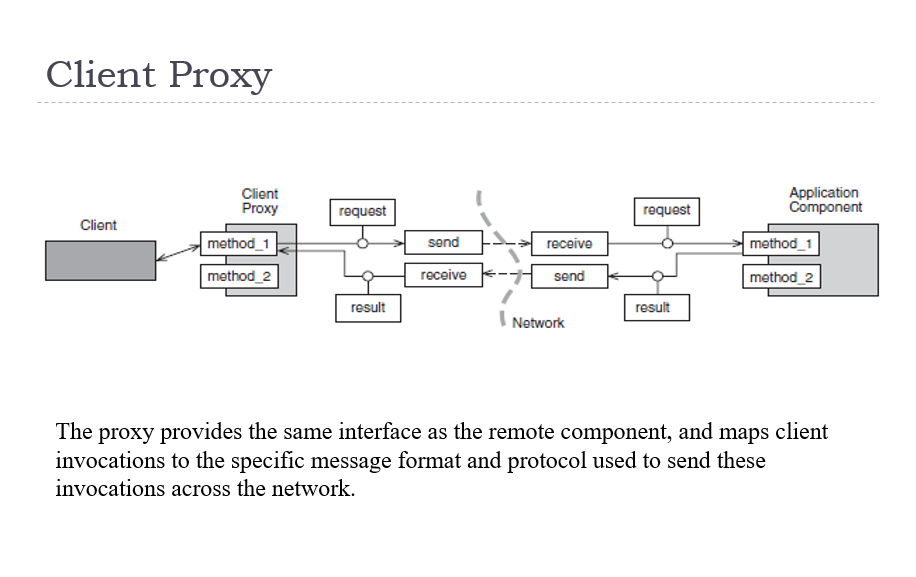 Client Proxy
Client
Client
Proxy
request
request
Application
Component
method_1
send
receive
method_1
method_2
receive
send
method_2
result
result
Network
The proxy provides the same interface as the remote component, and maps client
invocations to the specific message format and protocol used to send these
invocations across the network.